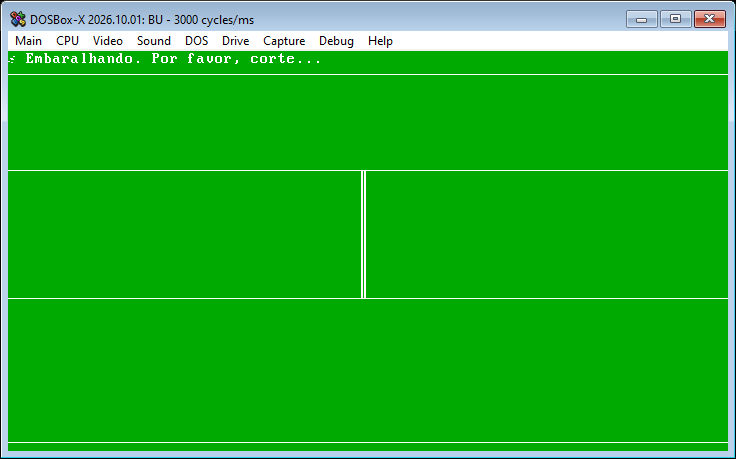 DOSBox-X 2026.10.01: BU - 3000 cycles/ms
Main CPU Video Sound DOS Drive Capture Debug Help
Embaralhando. Por favor, corte...